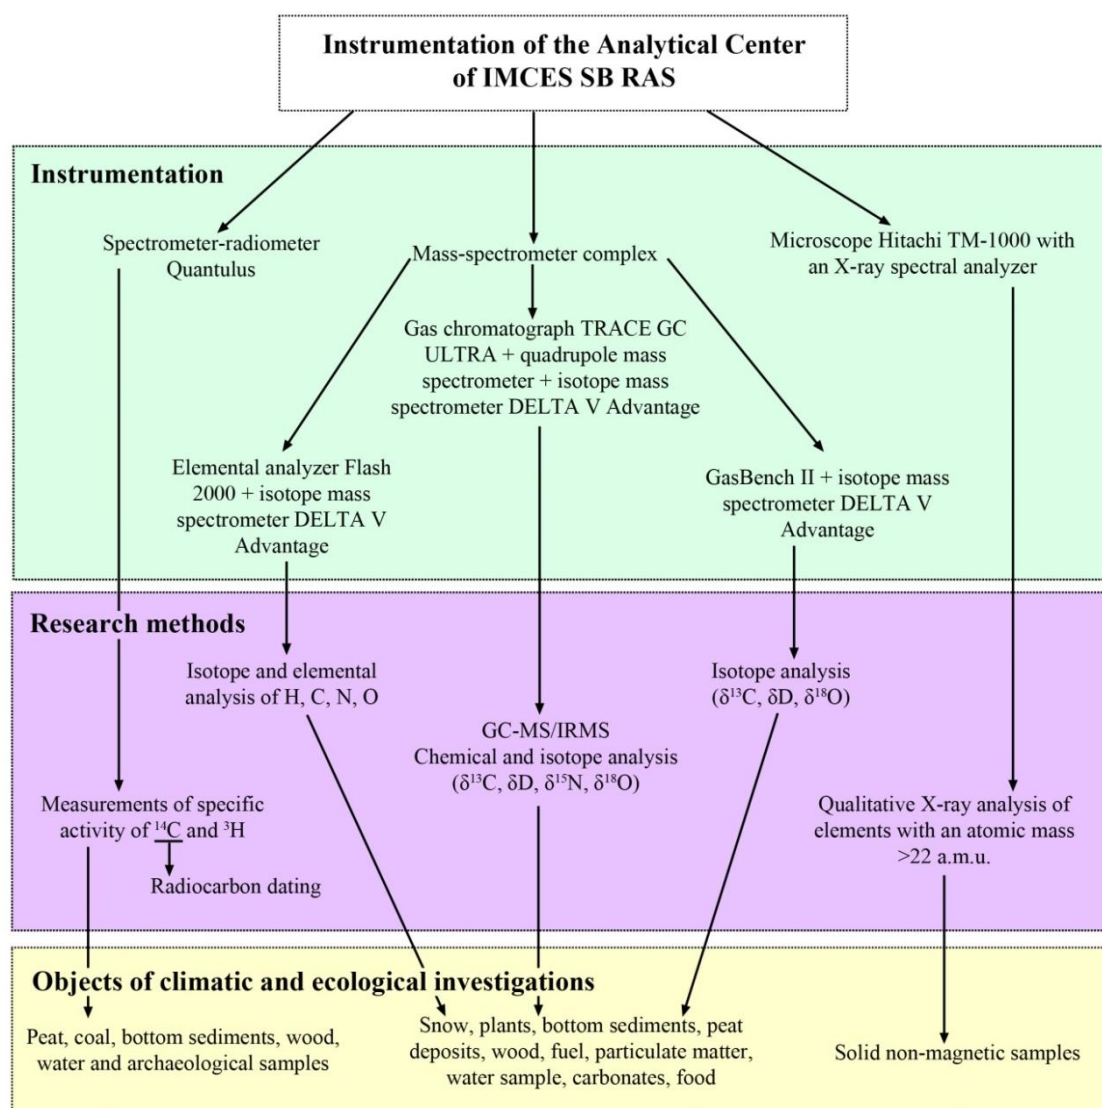 Instrumentation of the Analytical Center
of IMCES SB RAS
Instrumentation
Spectrometer-radiometer
Quantulus
Mass-spectrometer complex
Microscope Hitachi TM-1000 with
an X-ray spectral analyzer
Gas chromatograph TRACE GC
ULTRA + quadrupole mass
spectrometer + isotope mass
spectrometer DELTA V Advantage
Elemental analyzer Flash
2000 + isotope mass
spectrometer DELTA V
Advantage
GasBench II + isotope mass
spectrometer DELTA V
Advantage
Research methods
Isotope and elemental
analysis of H, C, N, O
Isotope analysis
(δ¹³C, δD, δ¹⁸O)
GC-MS/IRMS
Chemical and isotope analysis
(δ¹³C, δD, δ¹⁵N, δ¹⁸O)
Measurements of specific
activity of ¹⁴C and ³H
Radiocarbon dating
Qualitative X-ray analysis of
elements with an atomic mass
>22 a.m.u.
Objects of climatic and ecological investigations
Peat, coal, bottom sediments, wood,
water and archaeological samples
Snow, plants, bottom sediments, peat
deposits, wood, fuel, particulate matter,
water sample, carbonates, food
Solid non-magnetic samples